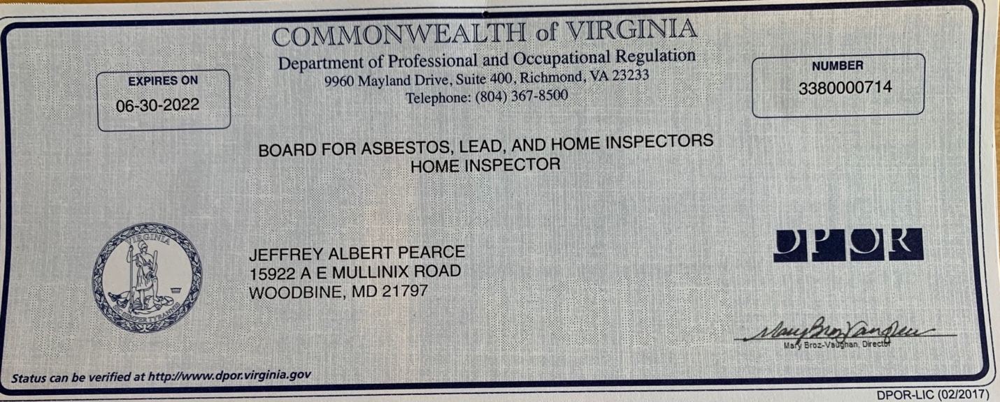 COMMONWEALTH of VIRGINIA
Department of Professional and Occupational Regulation
9960 Mayland Drive, Suite 400, Richmond, VA 23233
Telephone: (804) 367-8500
EXPIRES ON
06-30-2022
NUMBER
3380000714
BOARD FOR ASBESTOS, LEAD, AND HOME INSPECTORS
HOME INSPECTOR
VIRGINIA
SIC SEMPER TYRANNIS
JEFFREY ALBERT PEARCE
15922 A E MULLINIX ROAD
WOODBINE, MD 21797
DPOR
Mary Broz-Vaughan
Mary Broz-Vaughan, Director
Status can be verified at http://www.dpor.virginia.gov
DPOR-LIC (02/2017)